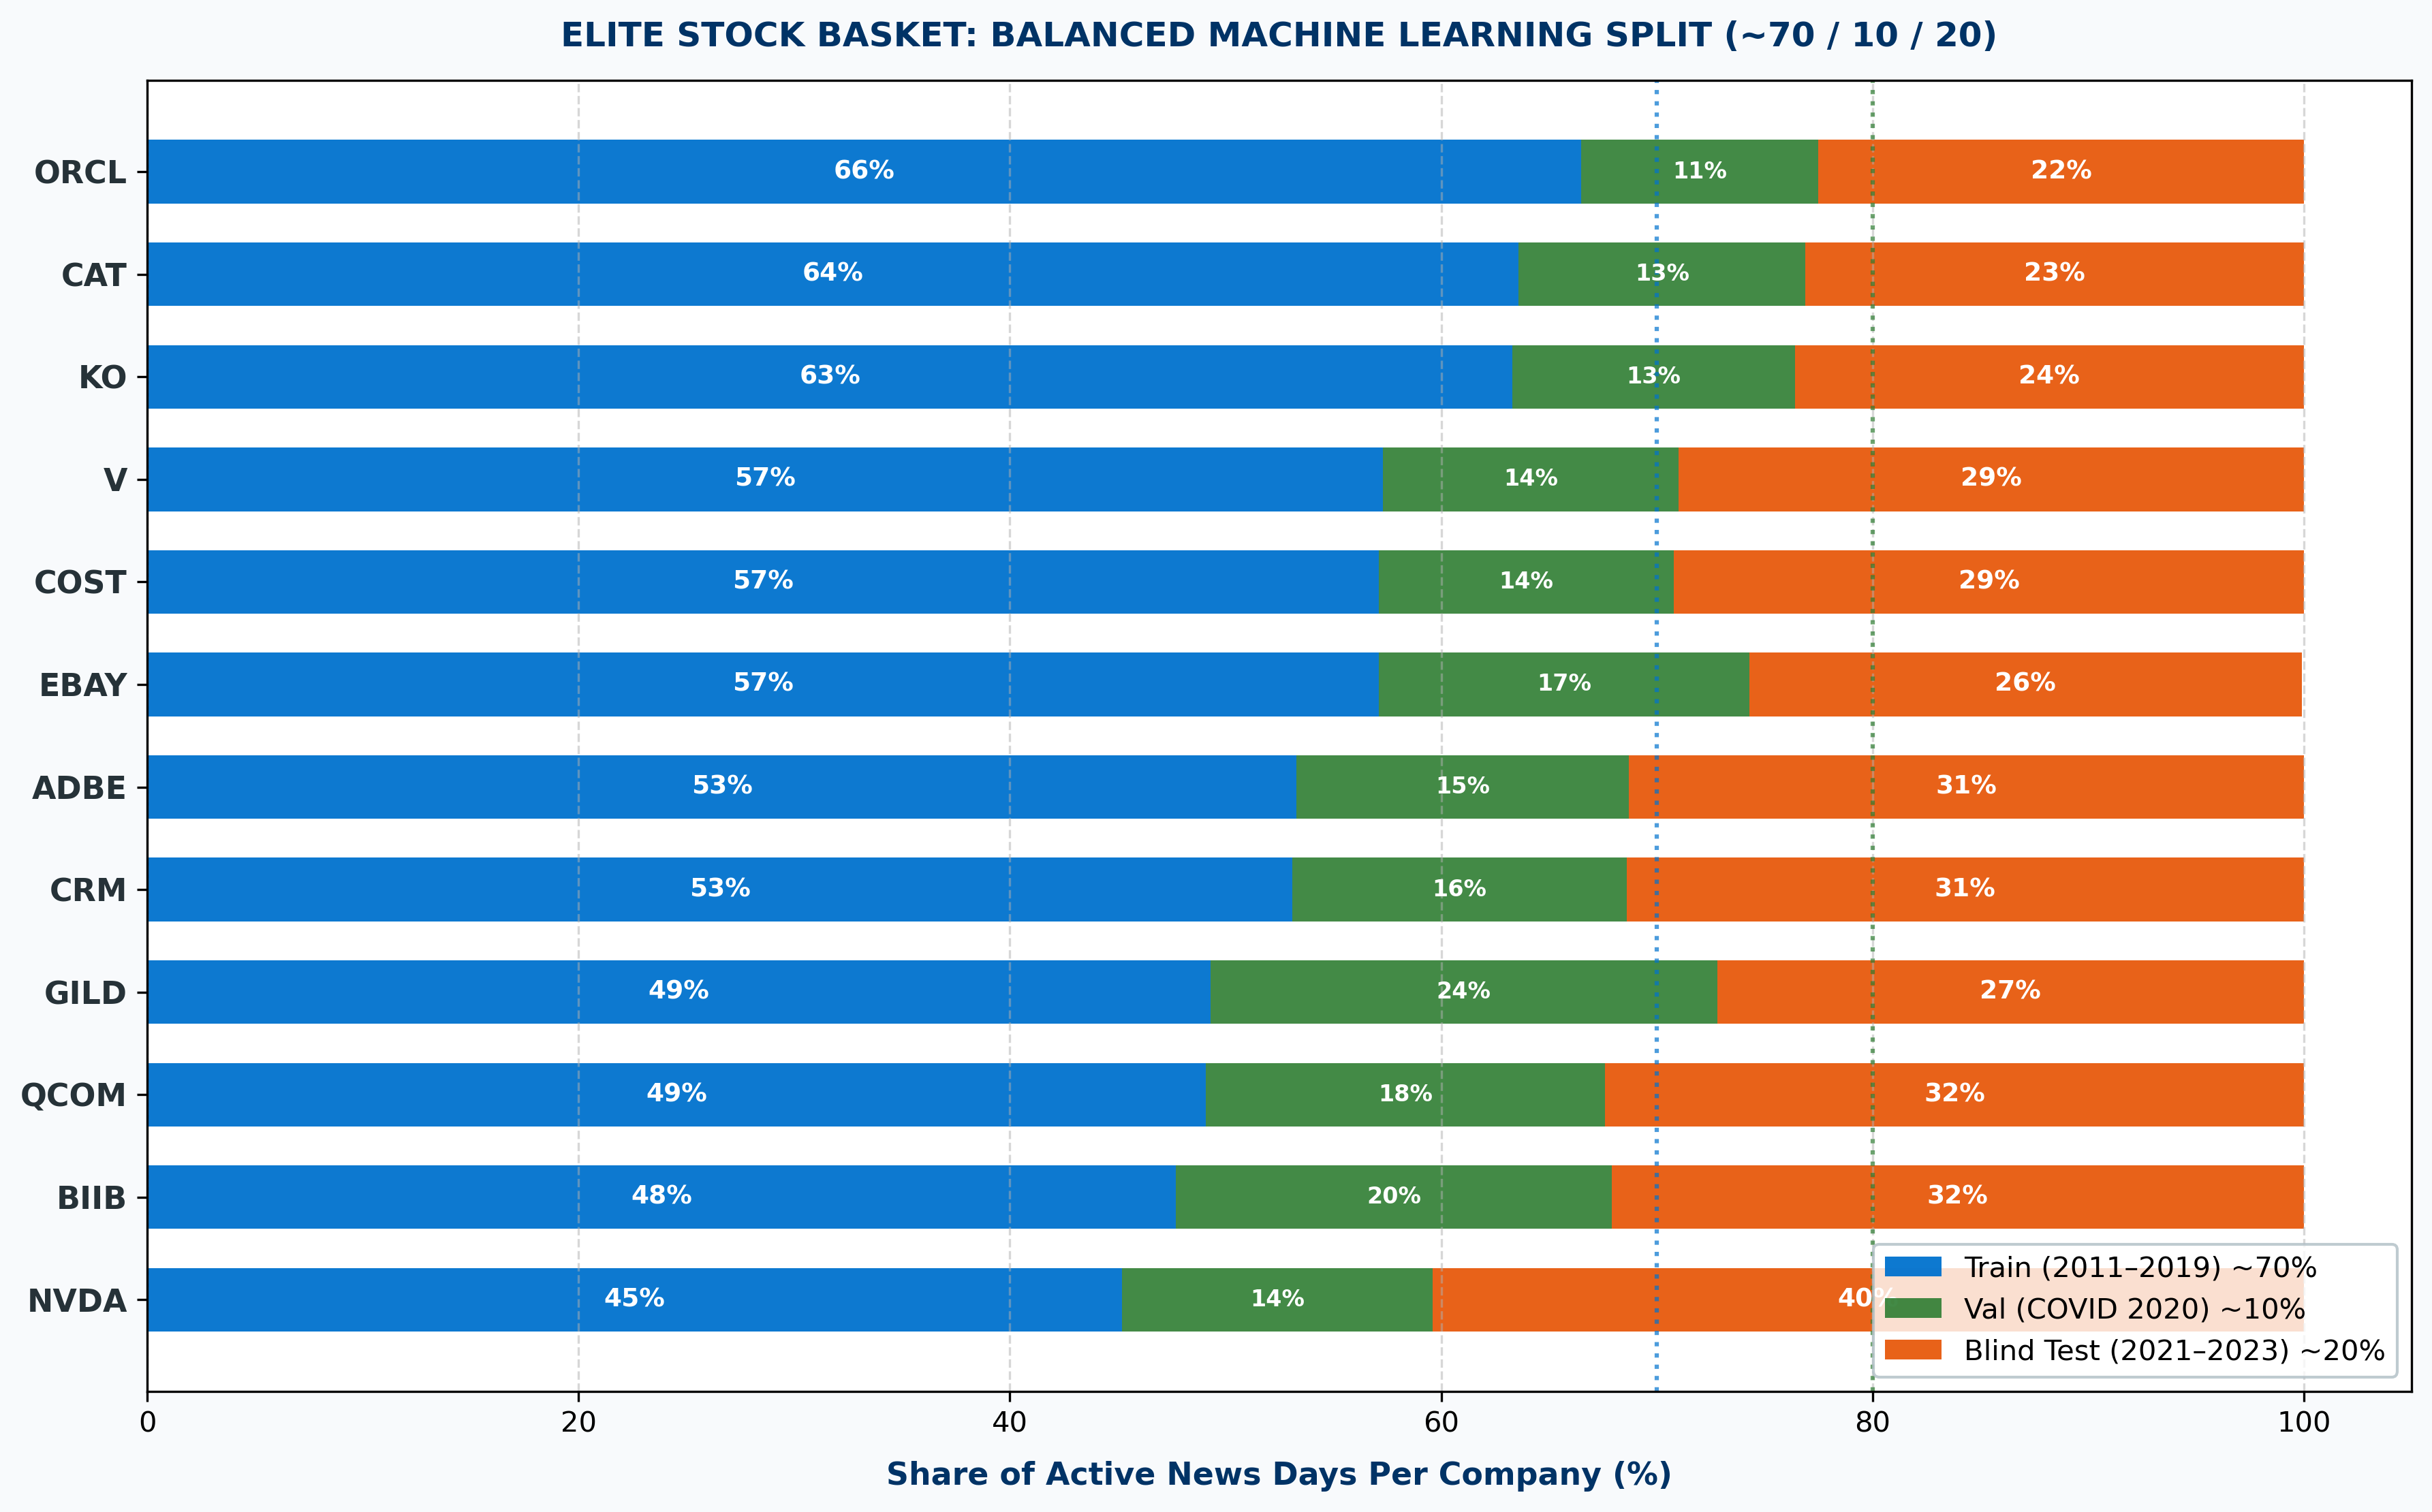 ELITE STOCK BASKET: BALANCED MACHINE LEARNING SPLIT (~70 / 10 / 20)
ORCL 66% 11% 22%
CAT 64% 13% 23%
KO 63% 13% 24%
V 57% 14% 29%
COST 57% 14% 29%
EBAY 57% 17% 26%
ADBE 53% 15% 31%
CRM 53% 16% 31%
GILD 49% 24% 27%
QCOM 49% 18% 32%
BIIB 48% 20% 32%
NVDA 45% 14% 40%
Train (2011–2019) ~70%
Val (COVID 2020) ~10%
Blind Test (2021–2023) ~20%
0 20 40 60 80 100
Share of Active News Days Per Company (%)